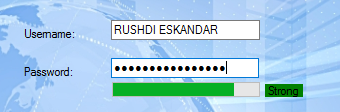 Username: RUSHDI ESKANDAR
Password: ●●●●●●●●●●●●●●●●
Strong